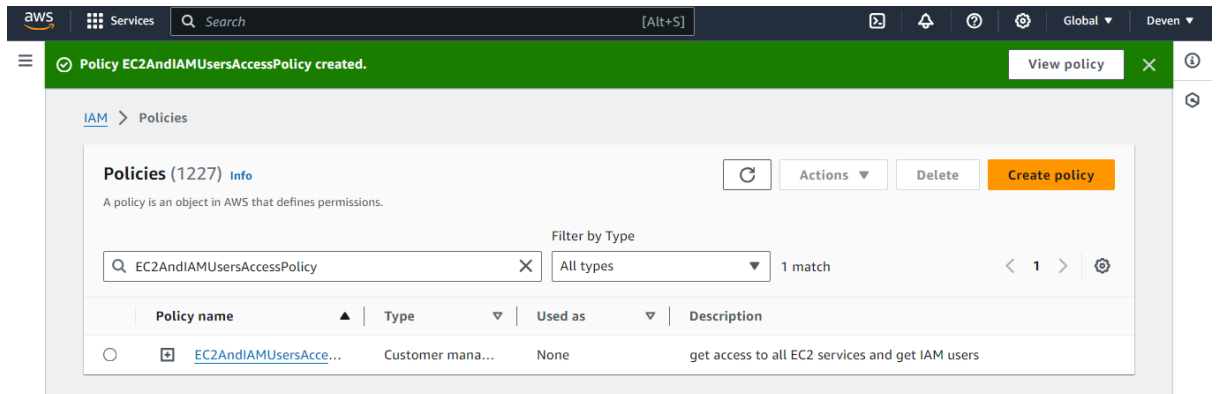 aws Services Search [Alt+S] Global Deven
Policy EC2AndIAMUsersAccessPolicy created. View policy
IAM > Policies
Policies (1227) Info Actions Delete Create policy
A policy is an object in AWS that defines permissions.
Filter by Type
EC2AndIAMUsersAccessPolicy All types 1 match 1
Policy name Type Used as Description
EC2AndIAMUsersAcce... Customer mana... None get access to all EC2 services and get IAM users